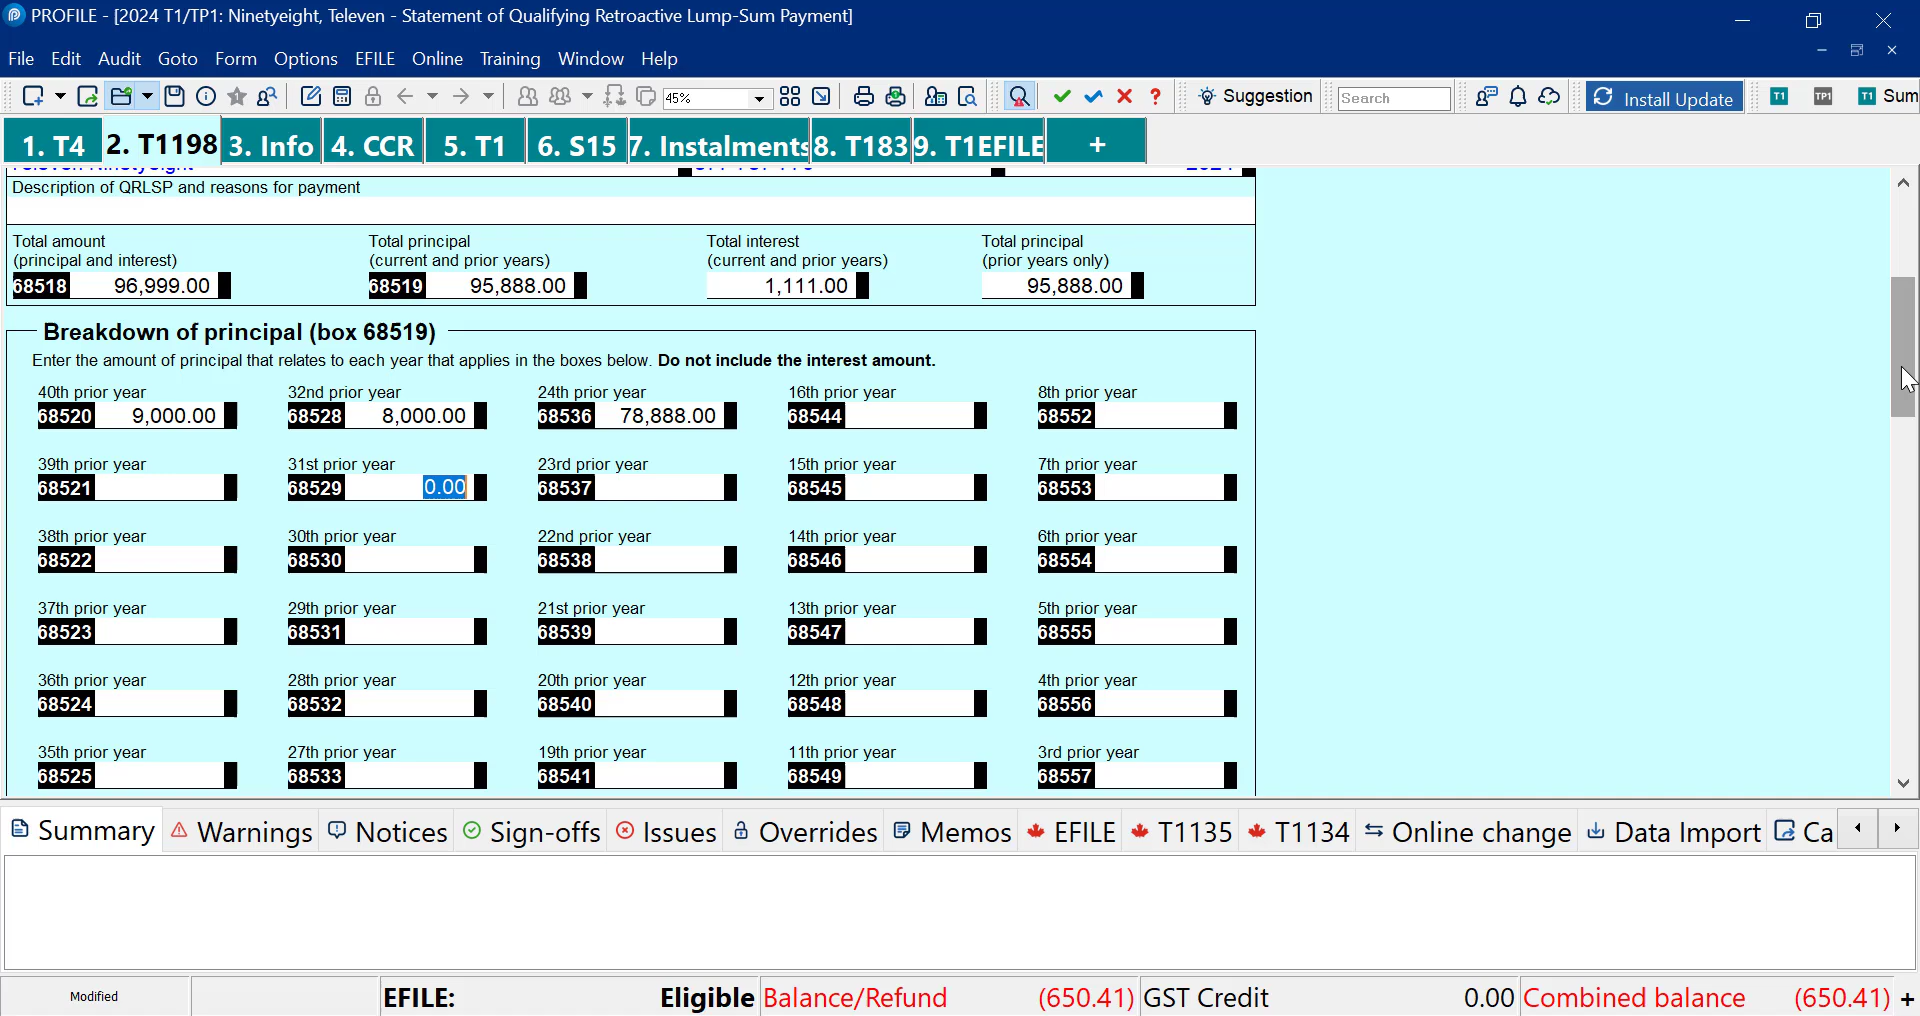 PROFILE - [2024 T1/TP1: Ninetyeight, Televen - Statement of Qualifying Retroactive Lump-Sum Payment]
File Edit Audit Goto Form Options EFILE Online Training Window Help
45% Suggestion Search Install Update T1 TP1 T1 Sum
1. T4 2. T1198 3. Info 4. CCR 5. T1 6. S15 7. Instalments 8. T183 9. T1EFILE +
Description of QRLSP and reasons for payment
Total amount Total principal Total interest Total principal
(principal and interest) (current and prior years) (current and prior years) (prior years only)
68518 96,999.00 68519 95,888.00 1,111.00 95,888.00
Breakdown of principal (box 68519)
Enter the amount of principal that relates to each year that applies in the boxes below. Do not include the interest amount.
40th prior year 32nd prior year 24th prior year 16th prior year 8th prior year
68520 9,000.00 68528 8,000.00 68536 78,888.00 68544 68552
39th prior year 31st prior year 23rd prior year 15th prior year 7th prior year
68521 68529 0.00 68537 68545 68553
38th prior year 30th prior year 22nd prior year 14th prior year 6th prior year
68522 68530 68538 68546 68554
37th prior year 29th prior year 21st prior year 13th prior year 5th prior year
68523 68531 68539 68547 68555
36th prior year 28th prior year 20th prior year 12th prior year 4th prior year
68524 68532 68540 68548 68556
35th prior year 27th prior year 19th prior year 11th prior year 3rd prior year
68525 68533 68541 68549 68557
Summary Warnings Notices Sign-offs Issues Overrides Memos EFILE T1135 T1134 Online change Data Import Ca
Modified EFILE: Eligible Balance/Refund (650.41) GST Credit 0.00 Combined balance (650.41) +